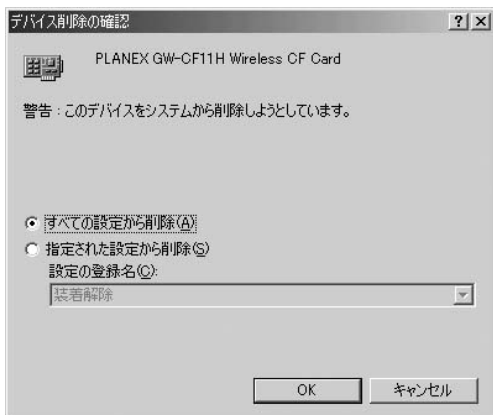 デバイス削除の確認
PLANEX GW-CF11H Wireless CF Card
警告：このデバイスをシステムから削除しようとしています。
すべての設定から削除(A)
指定された設定から削除(S)
設定の登録名(C):
装着解除
OK キャンセル